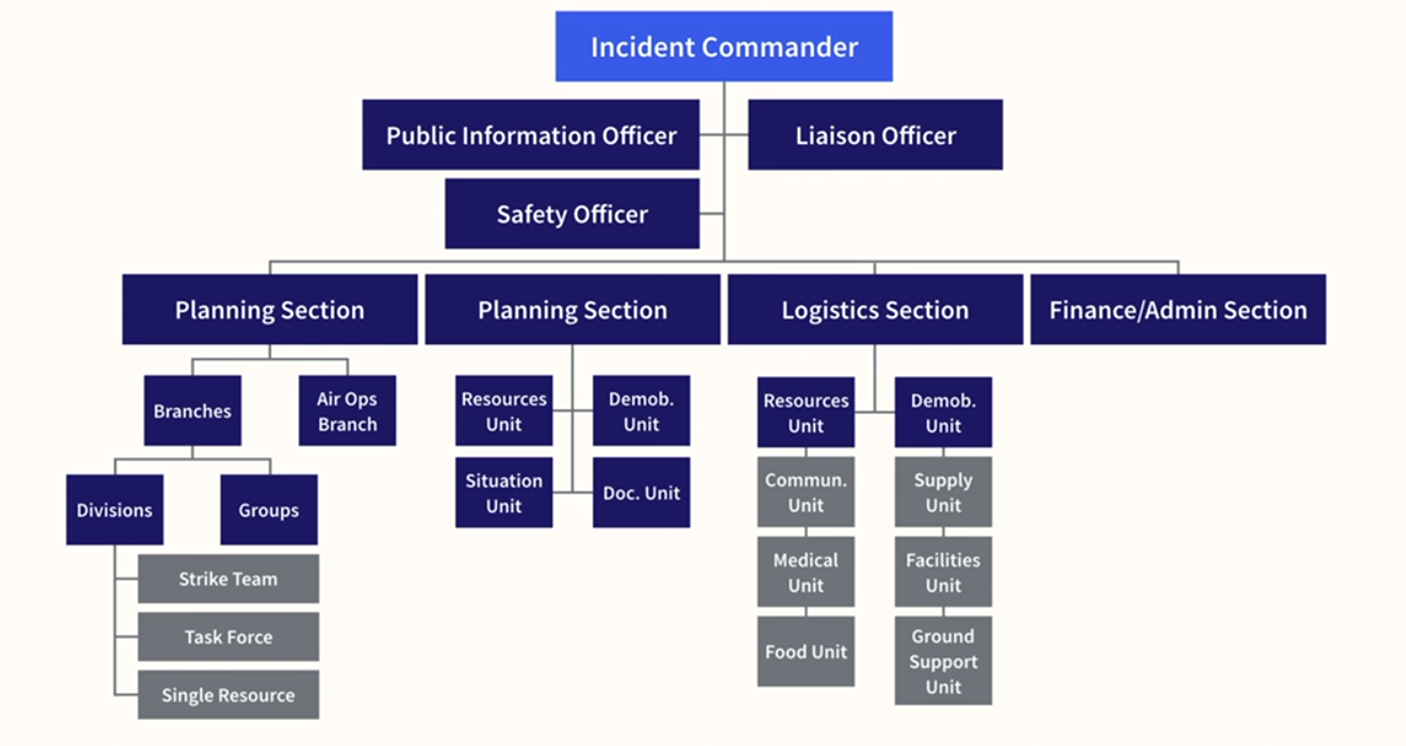 Incident Commander
Public Information Officer
Liaison Officer
Safety Officer
Planning Section
Planning Section
Logistics Section
Finance/Admin Section
Branches
Air Ops
Branch
Divisions
Groups
Strike Team
Task Force
Single Resource
Resources
Unit
Demob.
Unit
Situation
Unit
Doc. Unit
Resources
Unit
Demob.
Unit
Commun.
Unit
Supply
Unit
Medical
Unit
Facilities
Unit
Food Unit
Ground
Support
Unit